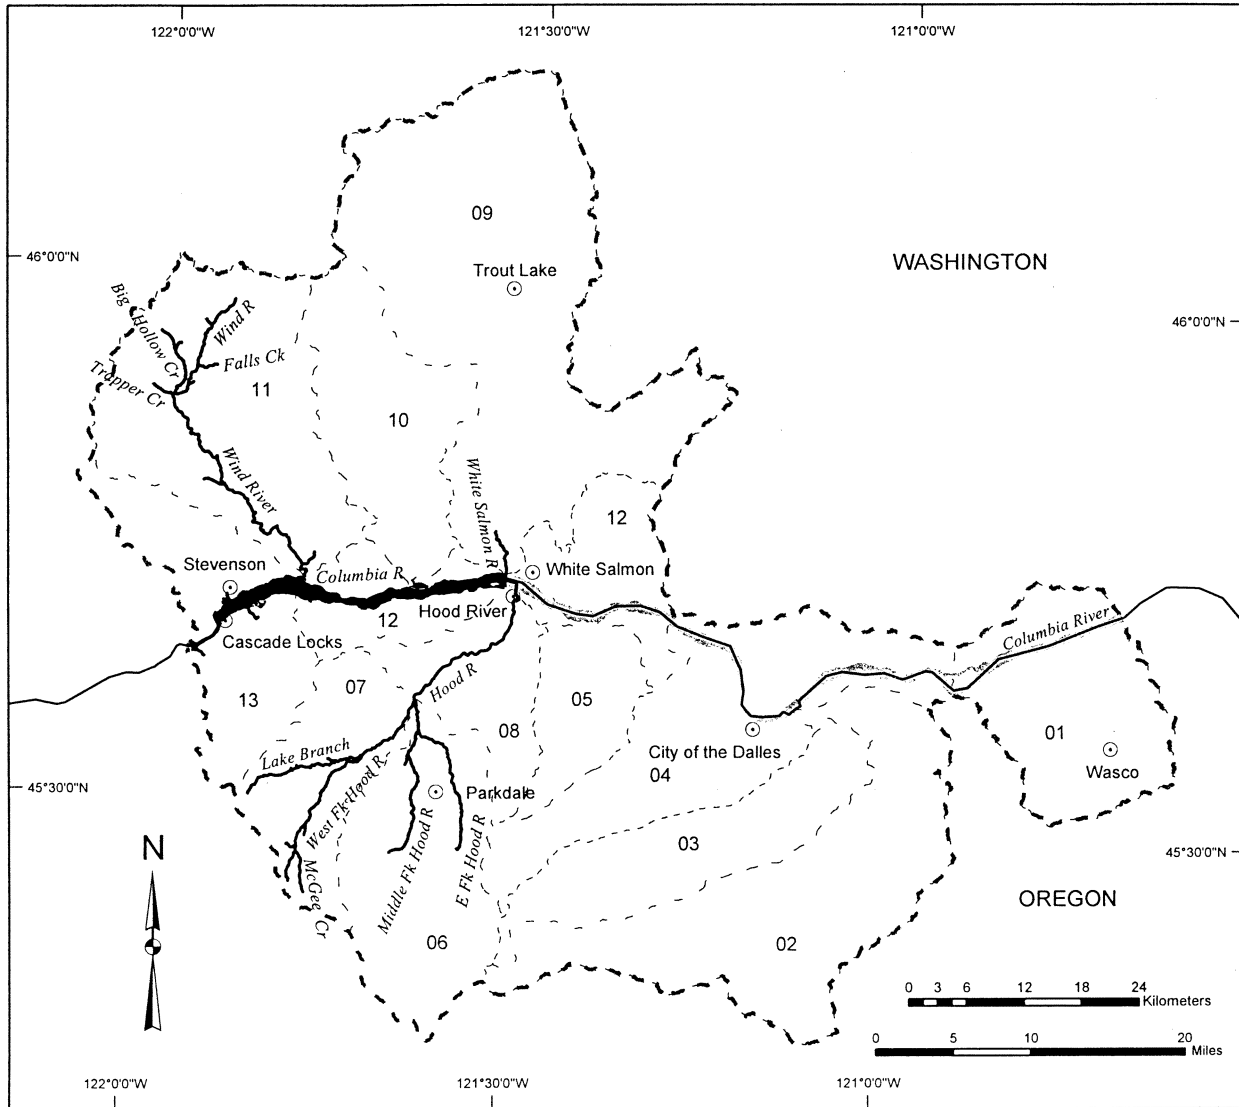 122°0'0"W
121°30'0"W
121°0'0"W
09
46°0'0"N
WASHINGTON
Trout Lake
Big Hollow Cr
Wind R
46°0'0"N
Falls Ck
Trapper Cr
11
10
Wind River
White Salmon R
12
Stevenson
Columbia R
White Salmon
Hood River
12
Cascade Locks
Columbia River
Hood R
07
05
13
08
01
Lake Branch
City of the Dalles
04
Wasco
45°30'0"N
West Fk Hood R
Parkdale
03
N
Middle Fk Hood R
E Fk Hood R
45°30'0"N
McGee Cr
OREGON
06
02
0 3 6 12 18 24
Kilometers
0 5 10 20
Miles
122°0'0"W
121°30'0"W
121°0'0"W